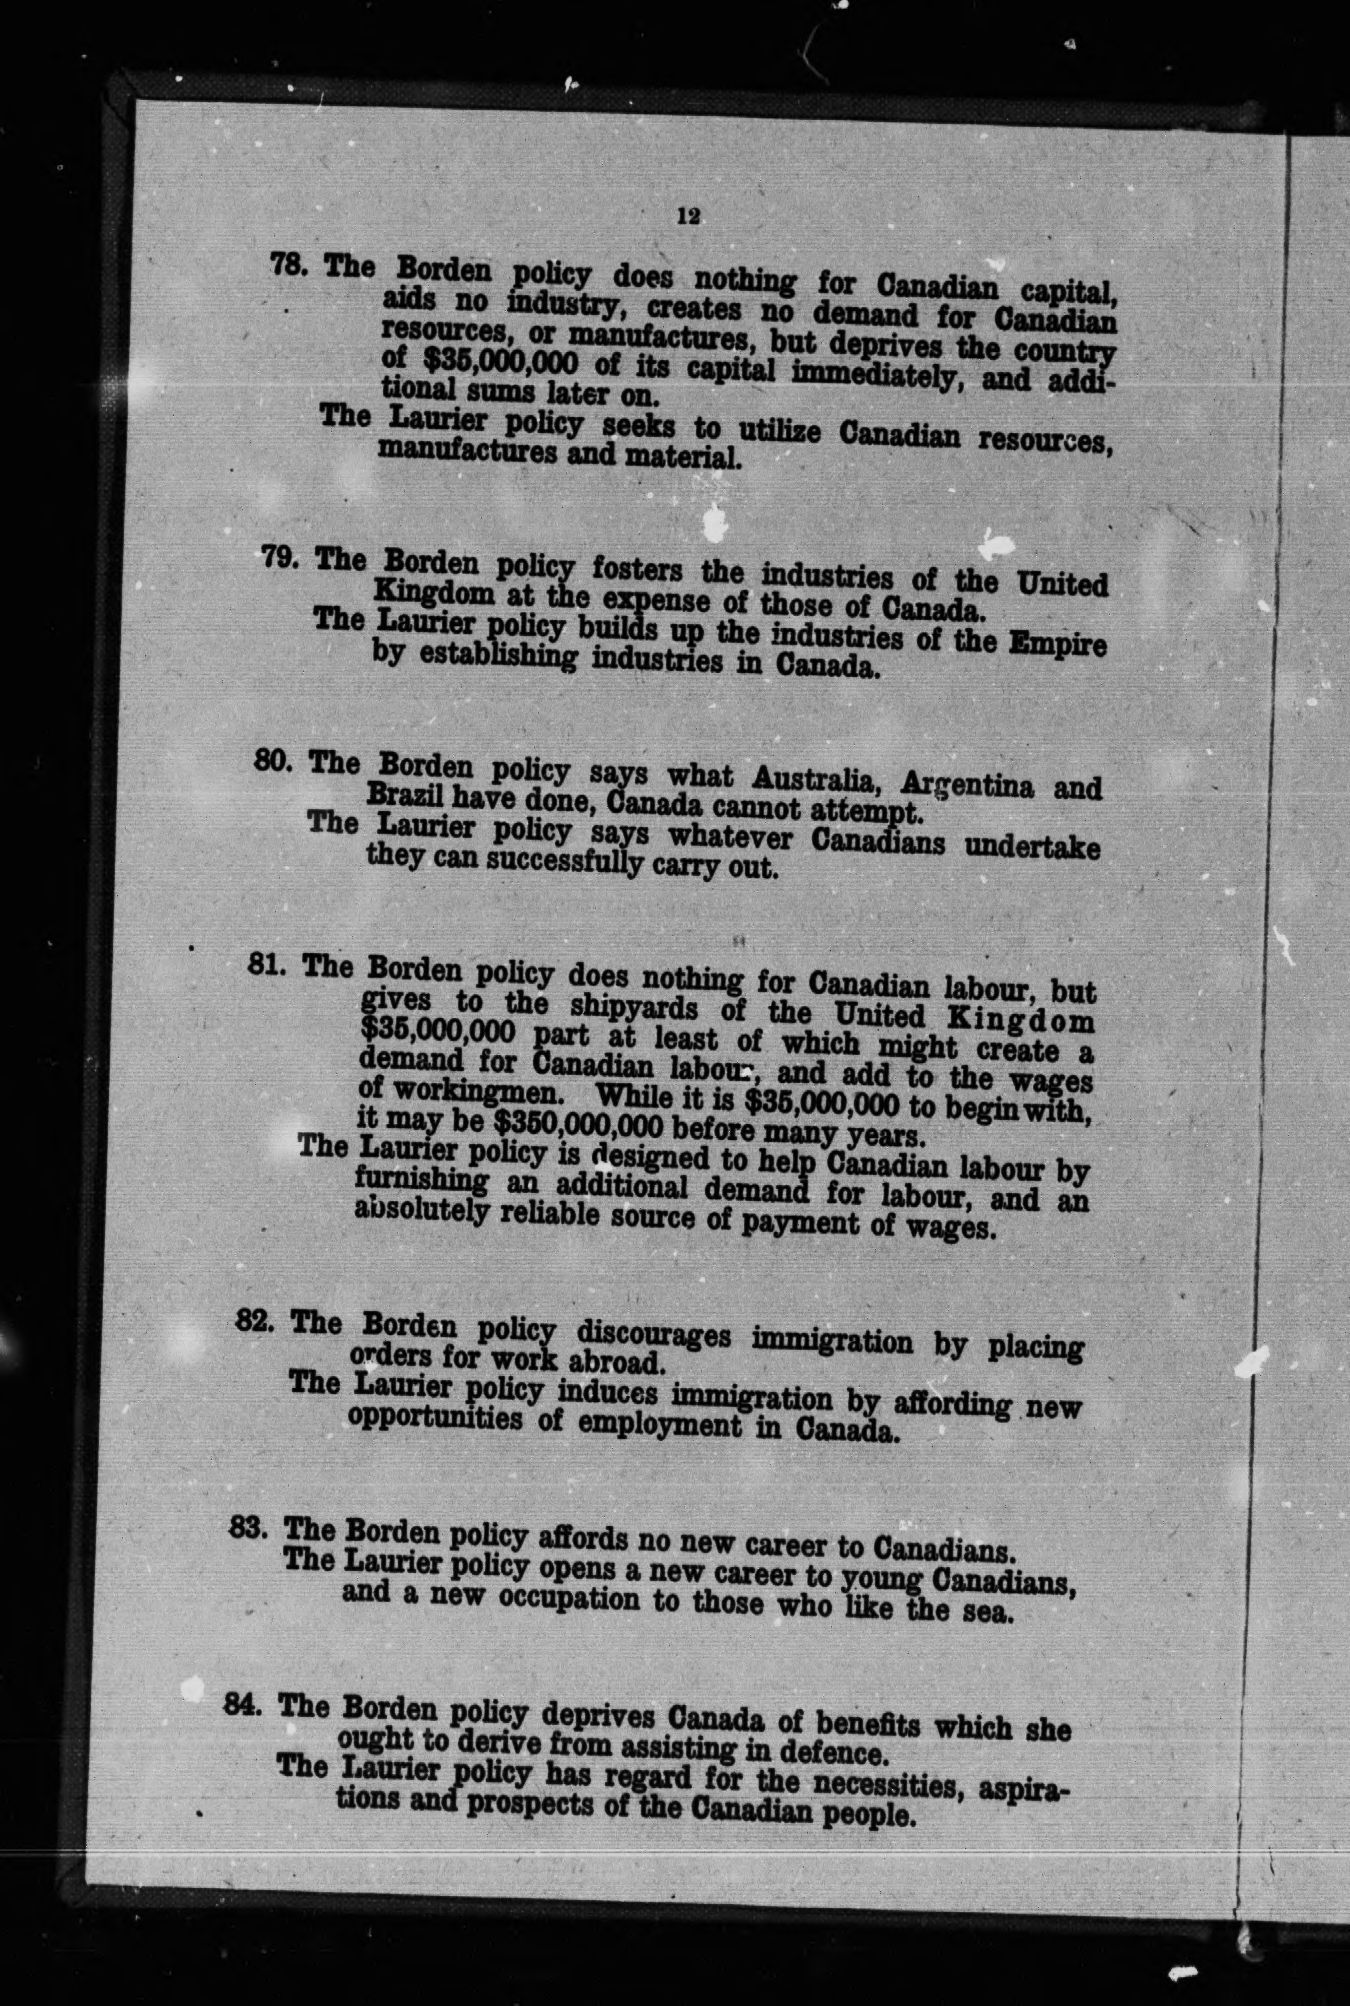 12
78. The Borden policy does nothing for Canadian capital,
aids no industry, creates no demand for Canadian
resources, or manufactures, but deprives the country
of $35,000,000 of its capital immediately, and addi-
tional sums later on.
The Laurier policy seeks to utilize Canadian resources,
manufactures and material.
79. The Borden policy fosters the industries of the United
Kingdom at the expense of those of Canada.
The Laurier policy builds up the industries of the Empire
by establishing industries in Canada.
80. The Borden policy says what Australia, Argentina and
Brazil have done, Canada cannot attempt.
The Laurier policy says whatever Canadians undertake
they can successfully carry out.
81. The Borden policy does nothing for Canadian labour, but
gives to the shipyards of the United Kingdom
$35,000,000 part at least of which might create a
demand for Canadian labour, and add to the wages
of workingmen. While it is $35,000,000 to begin with,
it may be $350,000,000 before many years.
The Laurier policy is designed to help Canadian labour by
furnishing an additional demand for labour, and an
absolutely reliable source of payment of wages.
82. The Borden policy discourages immigration by placing
orders for work abroad.
The Laurier policy induces immigration by affording new
opportunities of employment in Canada.
83. The Borden policy affords no new career to Canadians.
The Laurier policy opens a new career to young Canadians,
and a new occupation to those who like the sea.
84. The Borden policy deprives Canada of benefits which she
ought to derive from assisting in defence.
The Laurier policy has regard for the necessities, aspira-
tions and prospects of the Canadian people.